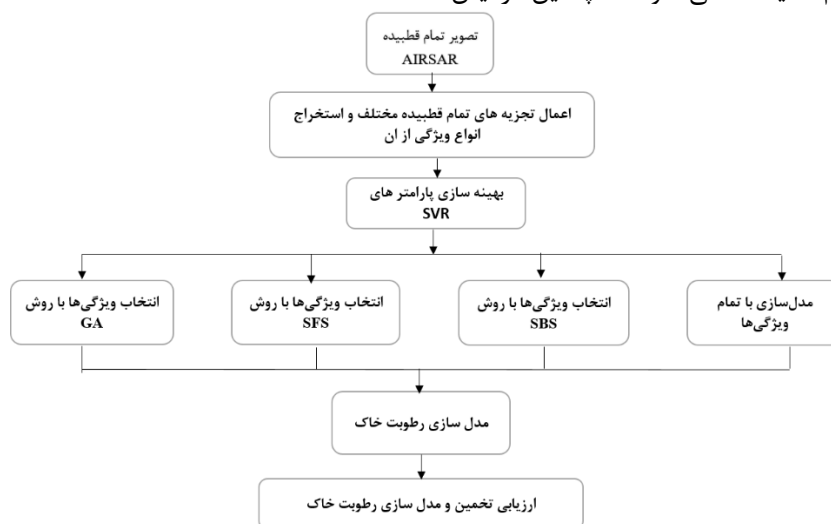 تصویر تمام قطبیده
AIRSAR
اعمال تجزیه های تمام قطبیده مختلف و استخراج
انواع ویژگی از ان
بهینه سازی پارامتر های
SVR
مدل‌سازی با تمام
ویژگی‌ها
انتخاب ویژگی‌ها با روش
SBS
انتخاب ویژگی‌ها با روش
SFS
انتخاب ویژگی‌ها با روش
GA
مدل سازی رطوبت خاک
ارزیابی تخمین و مدل سازی رطوبت خاک